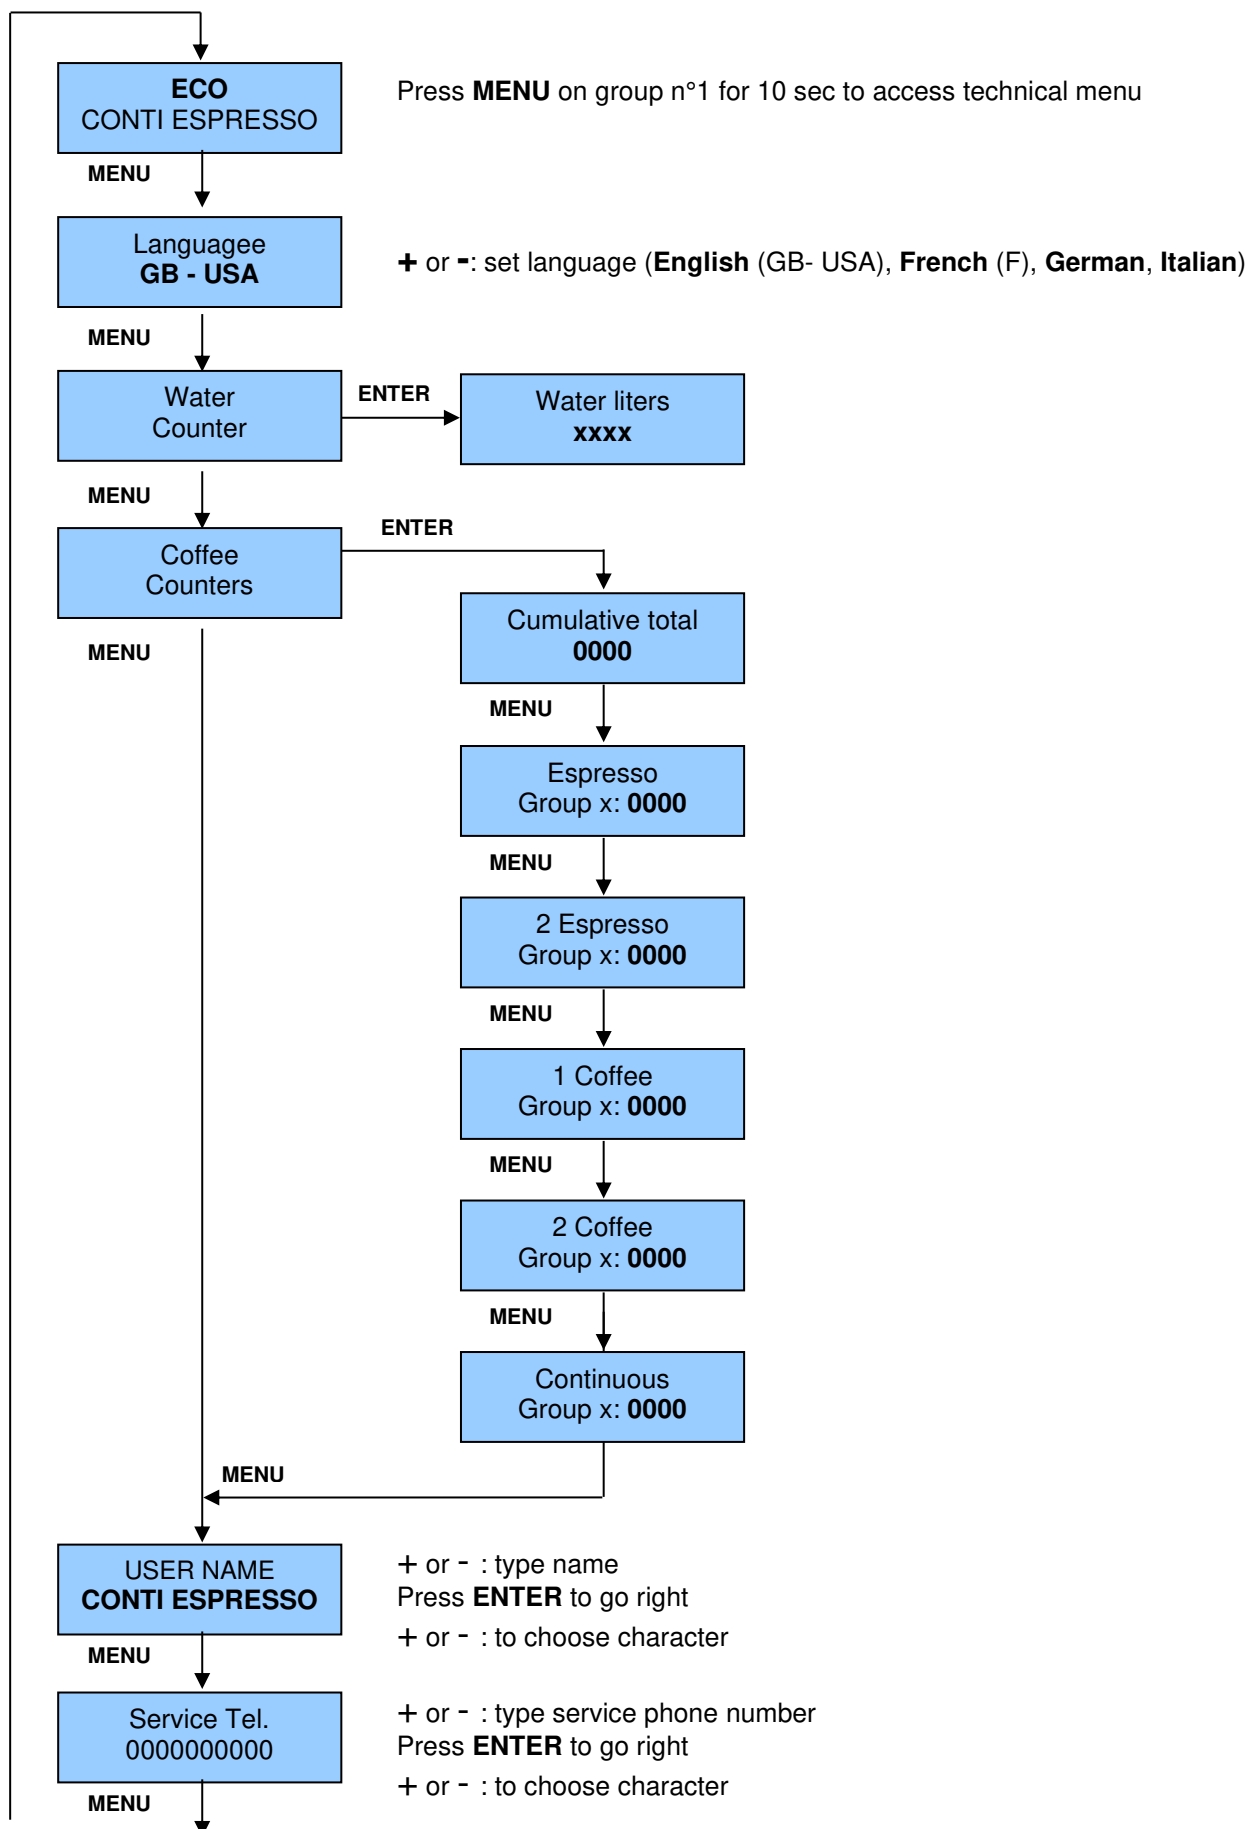 ECO
CONTI ESPRESSO
Press MENU on group n°1 for 10 sec to access technical menu
MENU
Languagee
GB - USA
+ or -: set language (English (GB- USA), French (F), German, Italian)
MENU
Water
Counter
ENTER
Water liters
xxxx
MENU
Coffee
Counters
ENTER
MENU
Cumulative total
0000
MENU
Espresso
Group x: 0000
MENU
2 Espresso
Group x: 0000
MENU
1 Coffee
Group x: 0000
MENU
2 Coffee
Group x: 0000
MENU
Continuous
Group x: 0000
MENU
USER NAME
CONTI ESPRESSO
+ or - : type name
Press ENTER to go right
+ or - : to choose character
MENU
Service Tel.
0000000000
+ or - : type service phone number
Press ENTER to go right
+ or - : to choose character
MENU